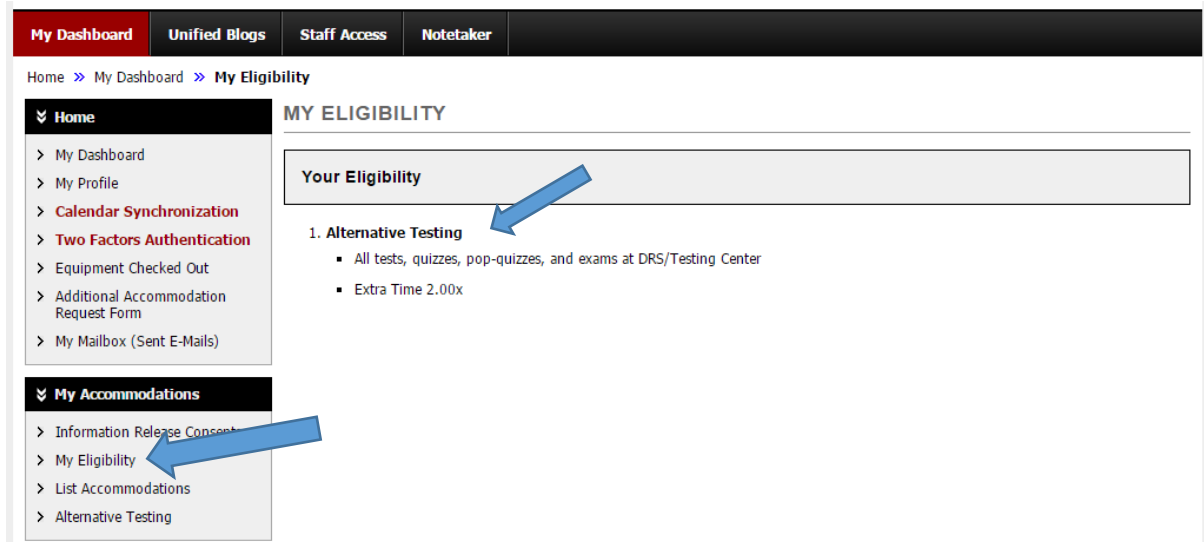 My Dashboard Unified Blogs Staff Access Notetaker
Home » My Dashboard » My Eligibility
Home
My Dashboard
My Profile
Calendar Synchronization
Two Factors Authentication
Equipment Checked Out
Additional Accommodation
Request Form
My Mailbox (Sent E-Mails)
My Accommodations
Information Release Consents
My Eligibility
List Accommodations
Alternative Testing
MY ELIGIBILITY
Your Eligibility
1. Alternative Testing
▪ All tests, quizzes, pop-quizzes, and exams at DRS/Testing Center
▪ Extra Time 2.00x